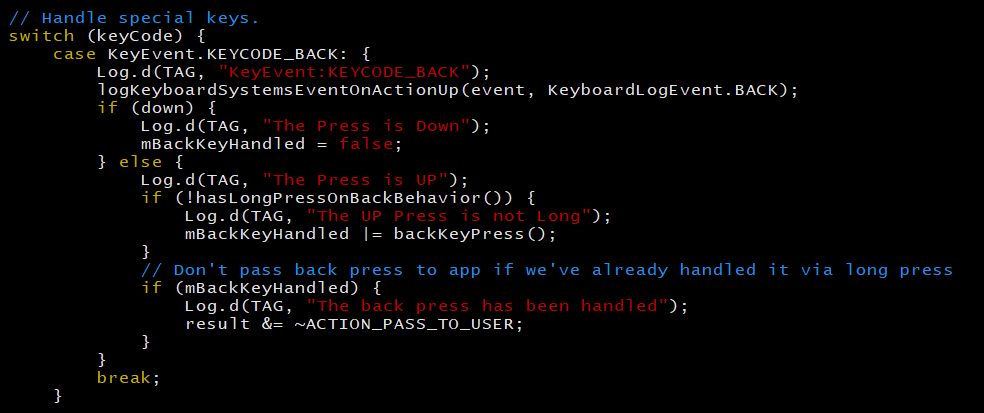 // Handle special keys.
switch (keyCode) {
    case KeyEvent.KEYCODE_BACK: {
        Log.d(TAG, "KeyEvent:KEYCODE_BACK");
        logKeyboardSystemsEventOnActionUp(event, KeyboardLogEvent.BACK);
        if (down) {
            Log.d(TAG, "The Press is Down");
            mBackKeyHandled = false;
        } else {
            Log.d(TAG, "The Press is UP");
            if (!hasLongPressOnBackBehavior()) {
                Log.d(TAG, "The UP Press is not Long");
                mBackKeyHandled |= backKeyPress();
            }
            // Don't pass back press to app if we've already handled it via long press
            if (mBackKeyHandled) {
                Log.d(TAG, "The back press has been handled");
                result &= ~ACTION_PASS_TO_USER;
            }
        }
        break;
    }